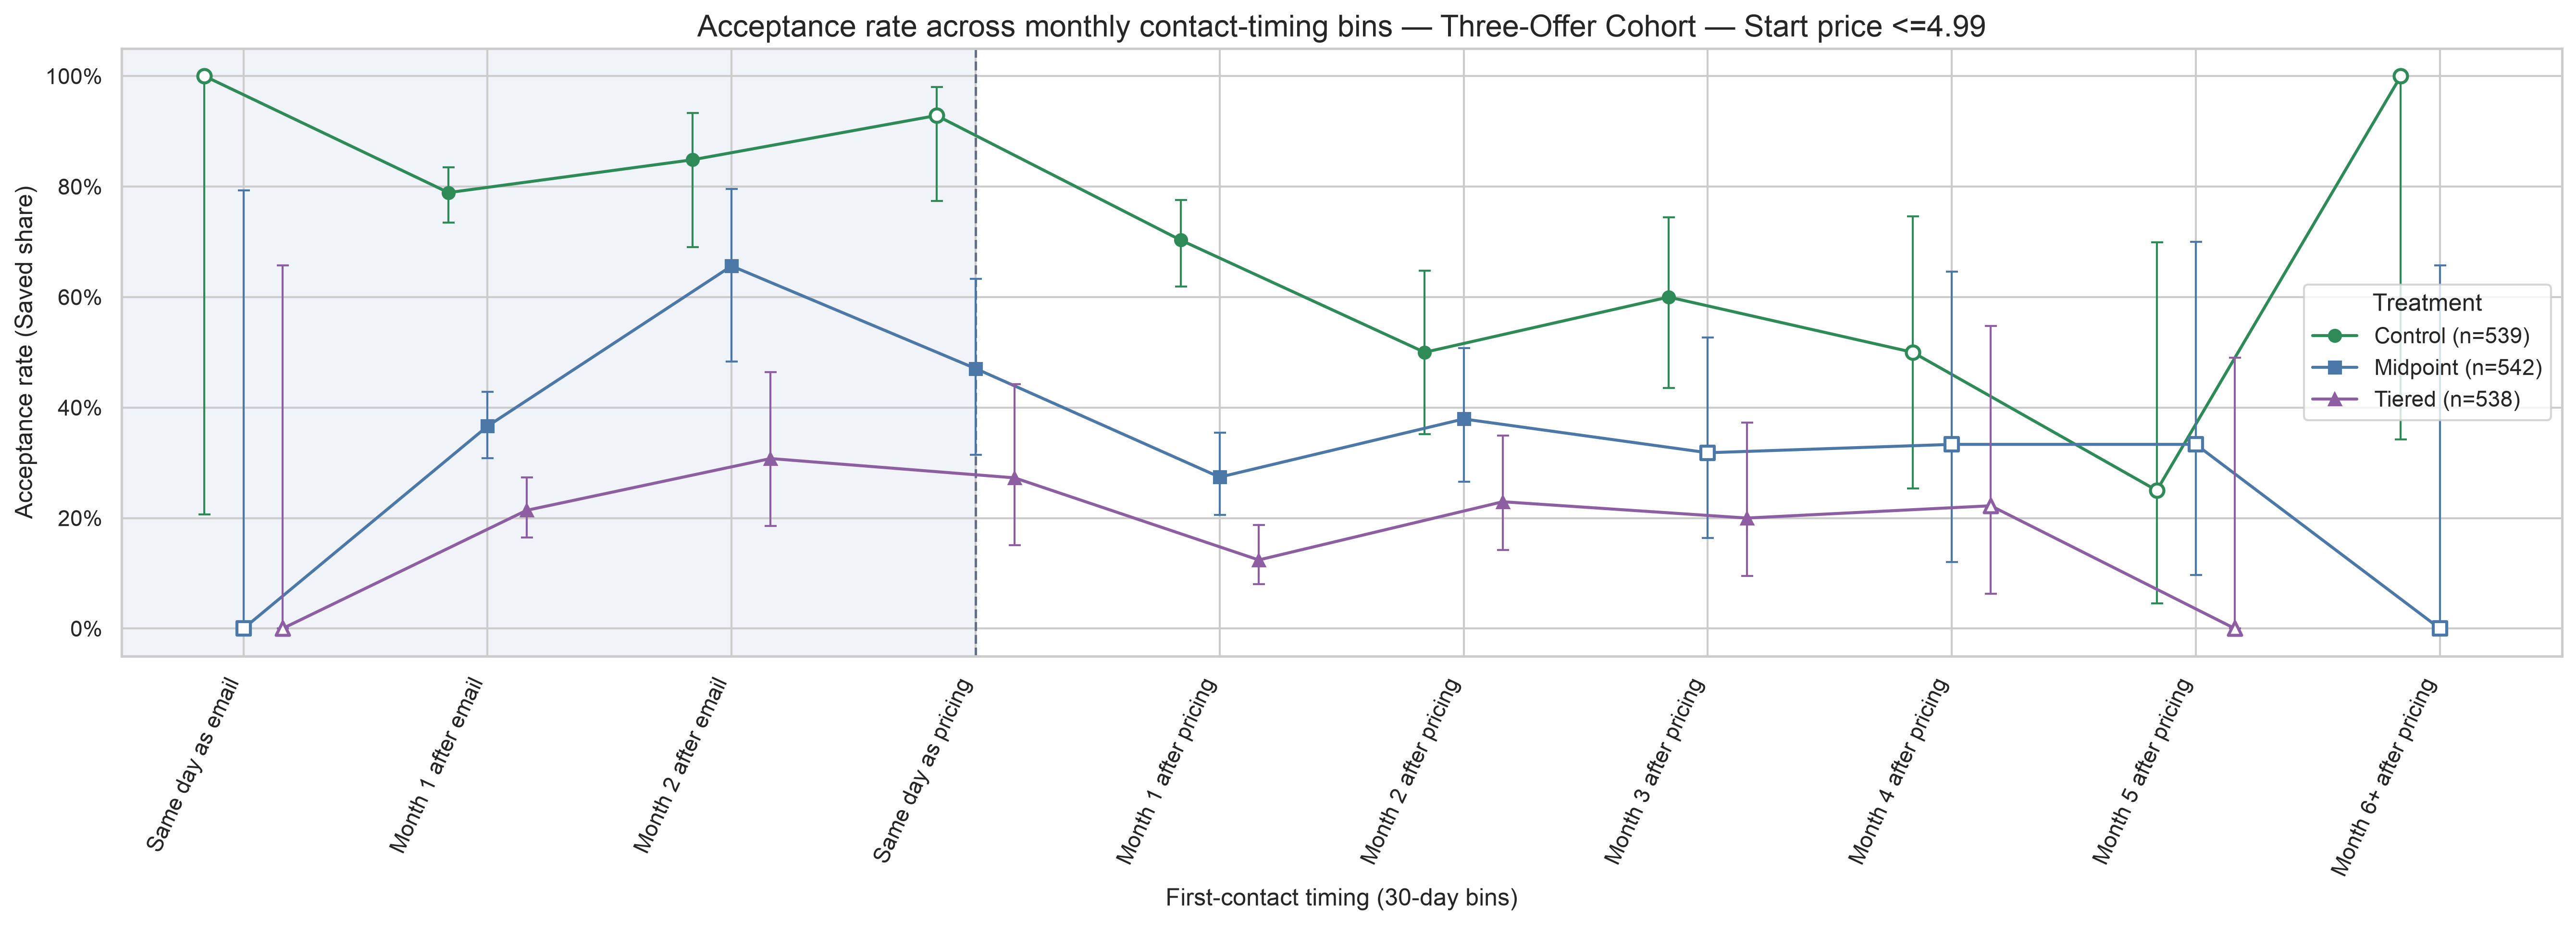 Acceptance rate across monthly contact-timing bins — Three-Offer Cohort — Start price <=4.99
Acceptance rate (Saved share)
100%
80%
60%
40%
20%
0%
Treatment
Control (n=539)
Midpoint (n=542)
Tiered (n=538)
Same day as email
Month 1 after email
Month 2 after email
Same day as pricing
Month 1 after pricing
Month 2 after pricing
Month 3 after pricing
Month 4 after pricing
Month 5 after pricing
Month 6+ after pricing
First-contact timing (30-day bins)